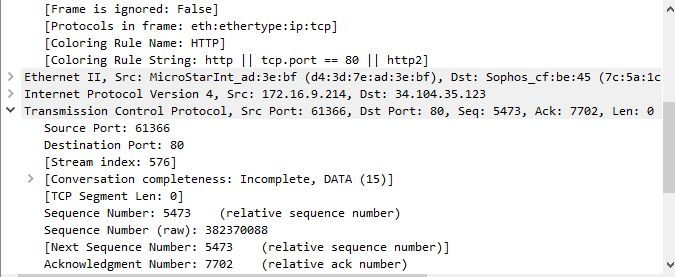 [Frame is ignored: False]
[Protocols in frame: eth:ethertype:ip:tcp]
[Coloring Rule Name: HTTP]
[Coloring Rule String: http || tcp.port == 80 || http2]
Ethernet II, Src: MicroStarInt_ad:3e:bf (d4:3d:7e:ad:3e:bf), Dst: Sophos_cf:be:45 (7c:5a:1c
Internet Protocol Version 4, Src: 172.16.9.214, Dst: 34.104.35.123
Transmission Control Protocol, Src Port: 61366, Dst Port: 80, Seq: 5473, Ack: 7702, Len: 0
Source Port: 61366
Destination Port: 80
[Stream index: 576]
[Conversation completeness: Incomplete, DATA (15)]
[TCP Segment Len: 0]
Sequence Number: 5473    (relative sequence number)
Sequence Number (raw): 382370088
[Next Sequence Number: 5473    (relative sequence number)]
Acknowledgment Number: 7702    (relative ack number)